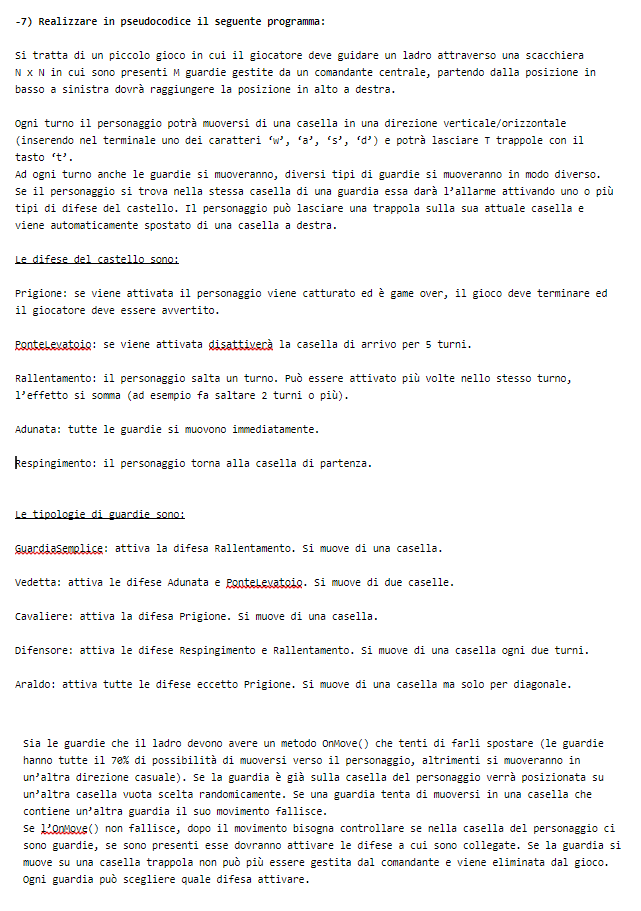 -7) Realizzare in pseudocodice il seguente programma:
Si tratta di un piccolo gioco in cui il giocatore deve guidare un ladro attraverso una scacchiera
N x N in cui sono presenti M guardie gestite da un comandante centrale, partendo dalla posizione in
basso a sinistra dovrà raggiungere la posizione in alto a destra.
Ogni turno il personaggio potrà muoversi di una casella in una direzione verticale/orizzontale
(inserendo nel terminale uno dei caratteri ‘w’, ‘a’, ‘s’, ‘d’) e potrà lasciare T trappole con il
tasto ‘t’.
Ad ogni turno anche le guardie si muoveranno, diversi tipi di guardie si muoveranno in modo diverso.
Se il personaggio si trova nella stessa casella di una guardia essa darà l’allarme attivando uno o più
tipi di difese del castello. Il personaggio può lasciare una trappola sulla sua attuale casella e
viene automaticamente spostato di una casella a destra.
Le difese del castello sono:
Prigione: se viene attivata il personaggio viene catturato ed è game over, il gioco deve terminare ed
il giocatore deve essere avvertito.
PonteLevatoio: se viene attivata disattiverà la casella di arrivo per 5 turni.
Rallentamento: il personaggio salta un turno. Può essere attivato più volte nello stesso turno,
l’effetto si somma (ad esempio fa saltare 2 turni o più).
Adunata: tutte le guardie si muovono immediatamente.
Respingimento: il personaggio torna alla casella di partenza.
Le tipologie di guardie sono:
GuardiaSemplice: attiva la difesa Rallentamento. Si muove di una casella.
Vedetta: attiva le difese Adunata e PonteLevatoio. Si muove di due caselle.
Cavaliere: attiva la difesa Prigione. Si muove di una casella.
Difensore: attiva le difese Respingimento e Rallentamento. Si muove di una casella ogni due turni.
Araldo: attiva tutte le difese eccetto Prigione. Si muove di una casella ma solo per diagonale.
Sia le guardie che il ladro devono avere un metodo OnMove() che tenti di farli spostare (le guardie
hanno tutte il 70% di possibilità di muoversi verso il personaggio, altrimenti si muoveranno in
un’altra direzione casuale). Se la guardia è già sulla casella del personaggio verrà posizionata su
un’altra casella vuota scelta randomicamente. Se una guardia tenta di muoversi in una casella che
contiene un’altra guardia il suo movimento fallisce.
Se l’OnMove() non fallisce, dopo il movimento bisogna controllare se nella casella del personaggio ci
sono guardie, se sono presenti esse dovranno attivare le difese a cui sono collegate. Se la guardia si
muove su una casella trappola non può più essere gestita dal comandante e viene eliminata dal gioco.
Ogni guardia può scegliere quale difesa attivare.